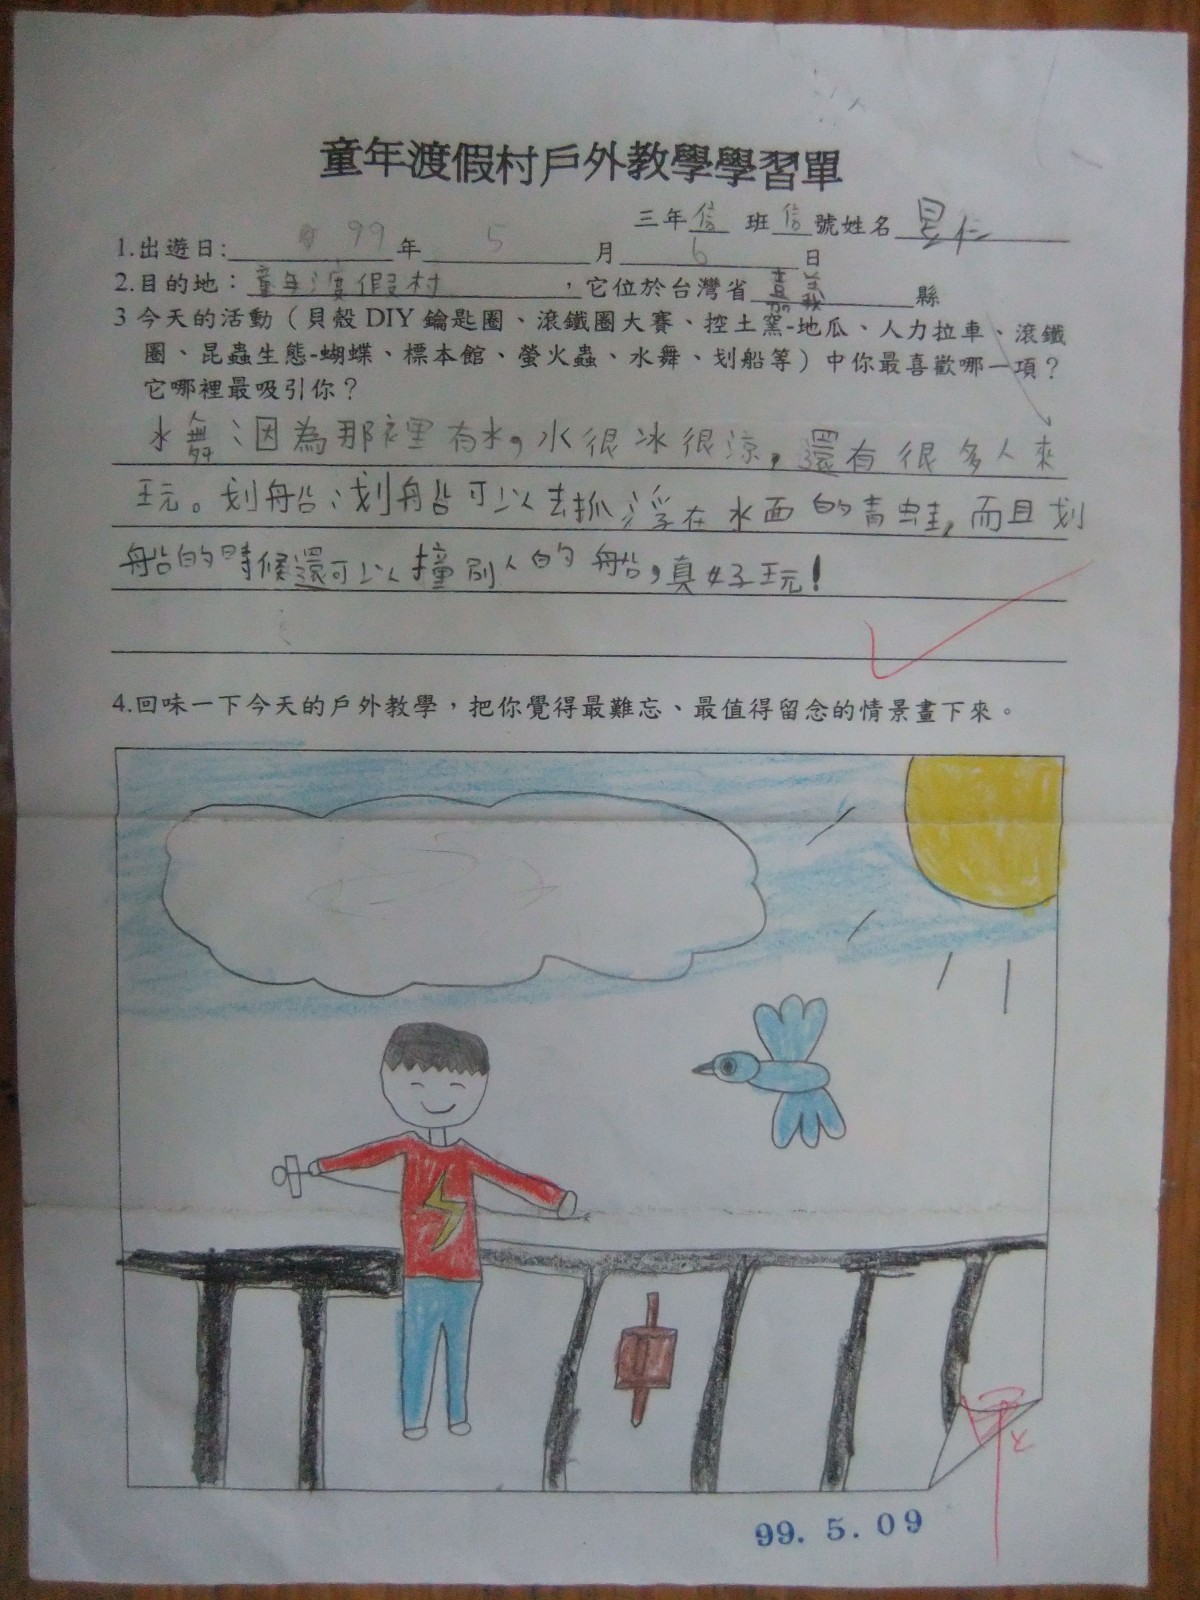 童年渡假村戶外教學學習單
三年信班信號姓名昱仁
1.出遊日:99年5月6日
2.目的地:童年渡假村,它位於台灣省嘉義縣
3 今天的活動(貝殼 DIY 鑰匙圈、滾鐵圈大賽、控土窯-地瓜、人力拉車、滾鐵
圈、昆蟲生態-蝴蝶、標本館、螢火蟲、水舞、划船等)中你最喜歡哪一項?
它哪裡最吸引你?
水舞:因為那裡有水,水很冰很涼,還有很多人來
玩。划船:划船可以去抓浮在水面的青蛙,而且划
船的時候還可以撞別人的船,真好玩!
4.回味一下今天的戶外教學,把你覺得最難忘、最值得留念的情景畫下來。
甲
99. 5. 09